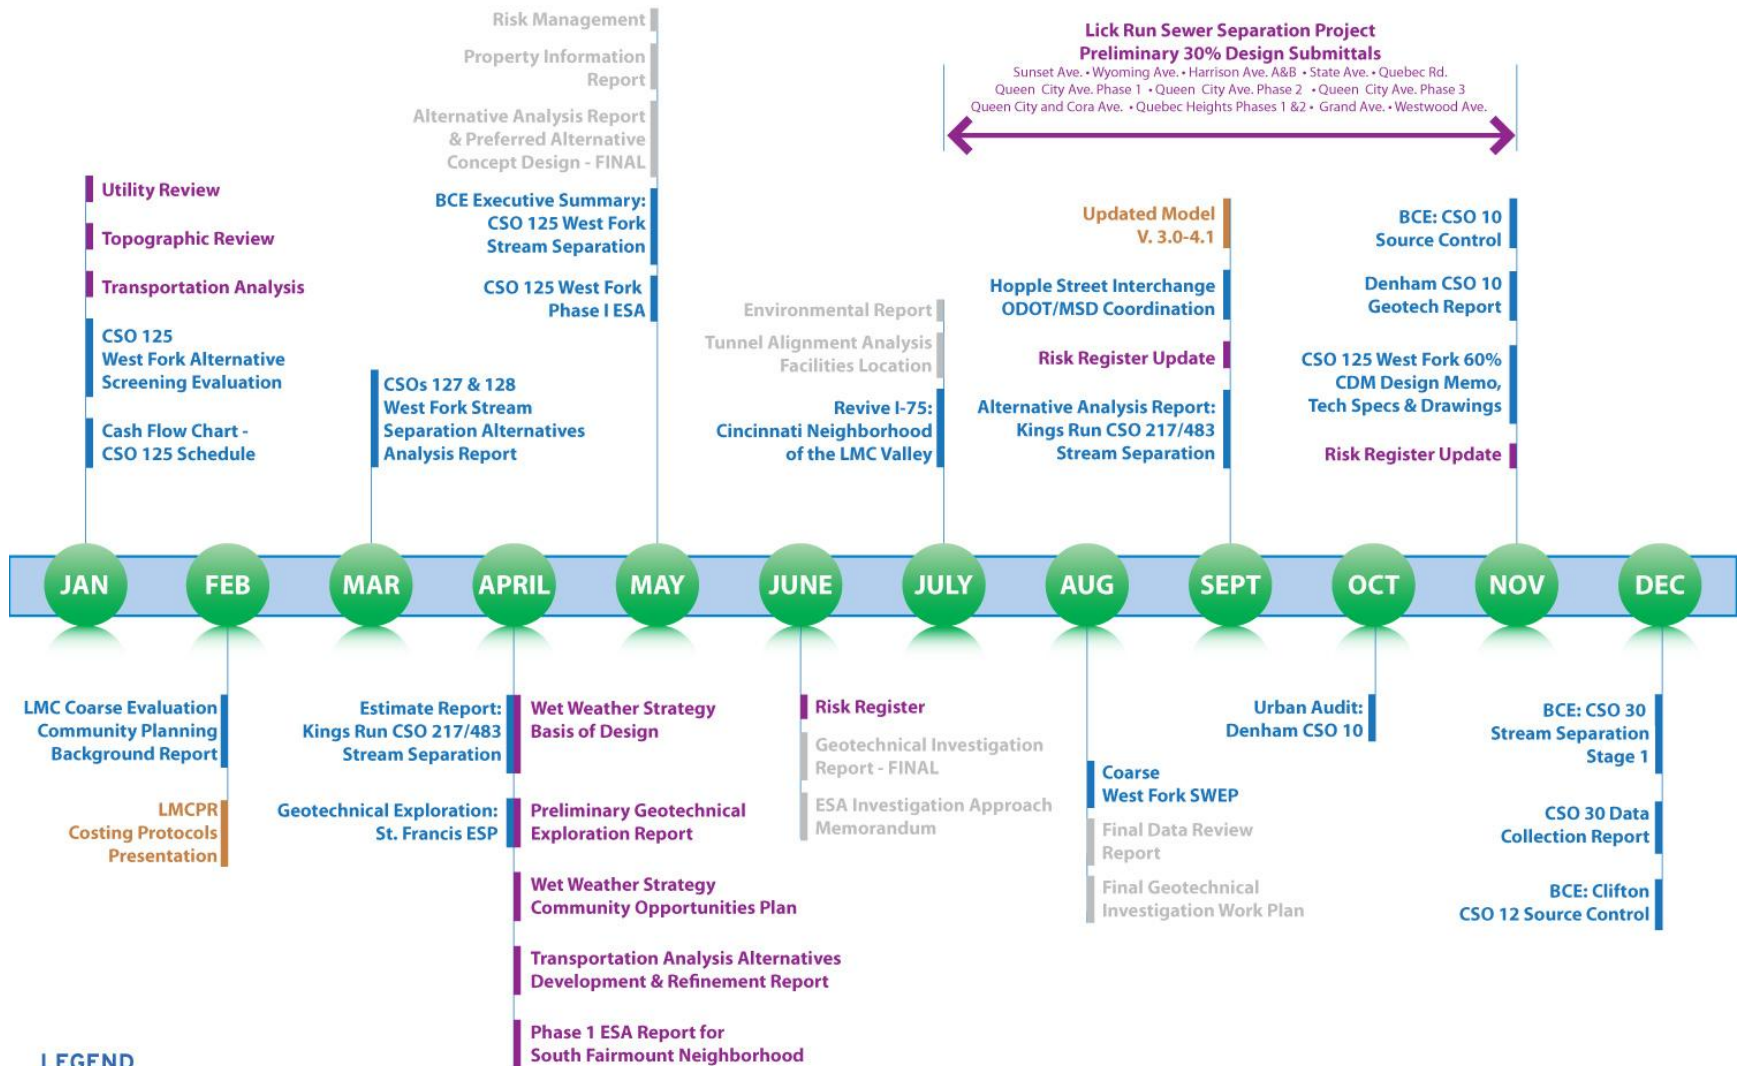 Risk Management
Property Information
Report
Alternative Analysis Report
& Preferred Alternative
Concept Design - FINAL
BCE Executive Summary:
CSO 125 West Fork
Stream Separation
CSO 125 West Fork
Phase I ESA
Lick Run Sewer Separation Project
Preliminary 30% Design Submittals
Sunset Ave. • Wyoming Ave. • Harrison Ave. A&B • State Ave. • Quebec Rd.
Queen City Ave. Phase 1 • Queen City Ave. Phase 2 • Queen City Ave. Phase 3
Queen City and Cora Ave. • Quebec Heights Phases 1 &2 • Grand Ave. • Westwood Ave.
Utility Review
Topographic Review
Transportation Analysis
CSO 125
West Fork Alternative
Screening Evaluation
Cash Flow Chart -
CSO 125 Schedule
CSOs 127 & 128
West Fork Stream
Separation Alternatives
Analysis Report
Environmental Report
Tunnel Alignment Analysis
Facilities Location
Revive I-75:
Cincinnati Neighborhood
of the LMC Valley
Updated Model
V. 3.0-4.1
Hopple Street Interchange
ODOT/MSD Coordination
Risk Register Update
Alternative Analysis Report:
Kings Run CSO 217/483
Stream Separation
BCE: CSO 10
Source Control
Denham CSO 10
Geotech Report
CSO 125 West Fork 60%
CDM Design Memo,
Tech Specs & Drawings
Risk Register Update
JAN FEB MAR APRIL MAY JUNE JULY AUG SEPT OCT NOV DEC
LMC Coarse Evaluation
Community Planning
Background Report
LMCPR
Costing Protocols
Presentation
Estimate Report:
Kings Run CSO 217/483
Stream Separation
Geotechnical Exploration:
St. Francis ESP
Wet Weather Strategy
Basis of Design
Preliminary Geotechnical
Exploration Report
Wet Weather Strategy
Community Opportunities Plan
Transportation Analysis Alternatives
Development & Refinement Report
Phase 1 ESA Report for
South Fairmount Neighborhood
Risk Register
Geotechnical Investigation
Report - FINAL
ESA Investigation Approach
Memorandum
Coarse
West Fork SWEP
Final Data Review
Report
Final Geotechnical
Investigation Work Plan
Urban Audit:
Denham CSO 10
BCE: CSO 30
Stream Separation
Stage 1
CSO 30 Data
Collection Report
BCE: Clifton
CSO 12 Source Control
LEGEND